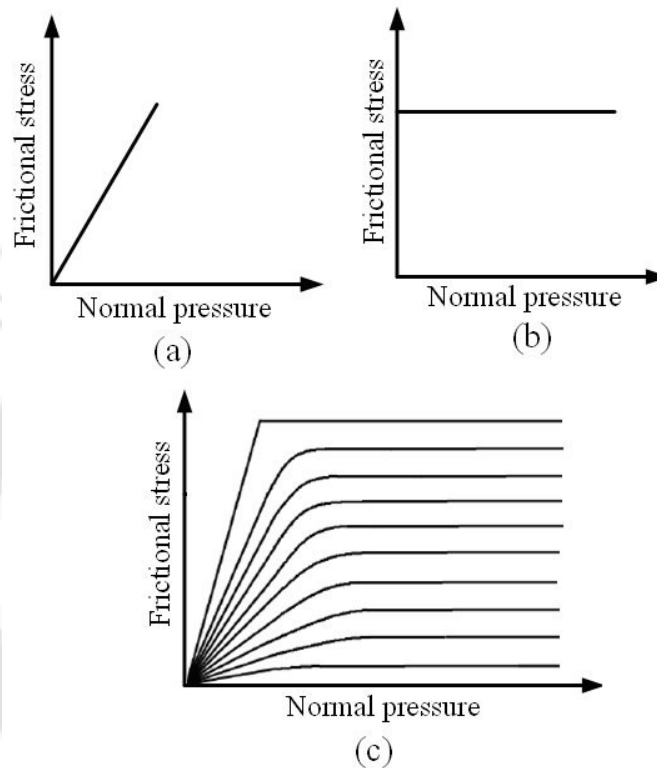 Frictional stress
Normal pressure
(a)
Frictional stress
Normal pressure
(b)
Frictional stress
Normal pressure
(c)